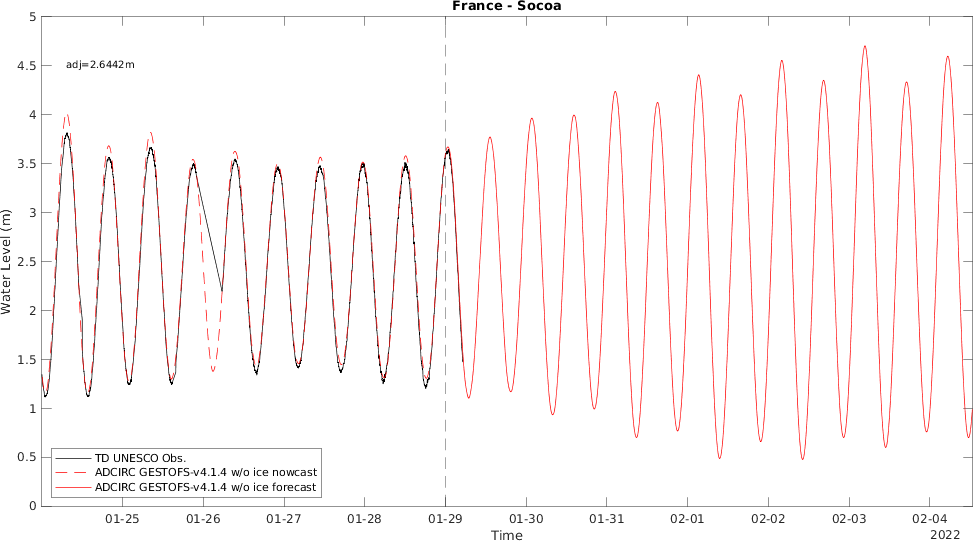 France - Socoa
5
4.5
4
3.5
3
2.5
2
1.5
1
0.5
0
Water Level (m)
adj=2.6442m
TD UNESCO Obs.
ADCIRC GESTOFS-v4.1.4 w/o ice nowcast
ADCIRC GESTOFS-v4.1.4 w/o ice forecast
01-25 01-26 01-27 01-28 01-29 01-30 01-31 02-01 02-02 02-03 02-04
Time
2022